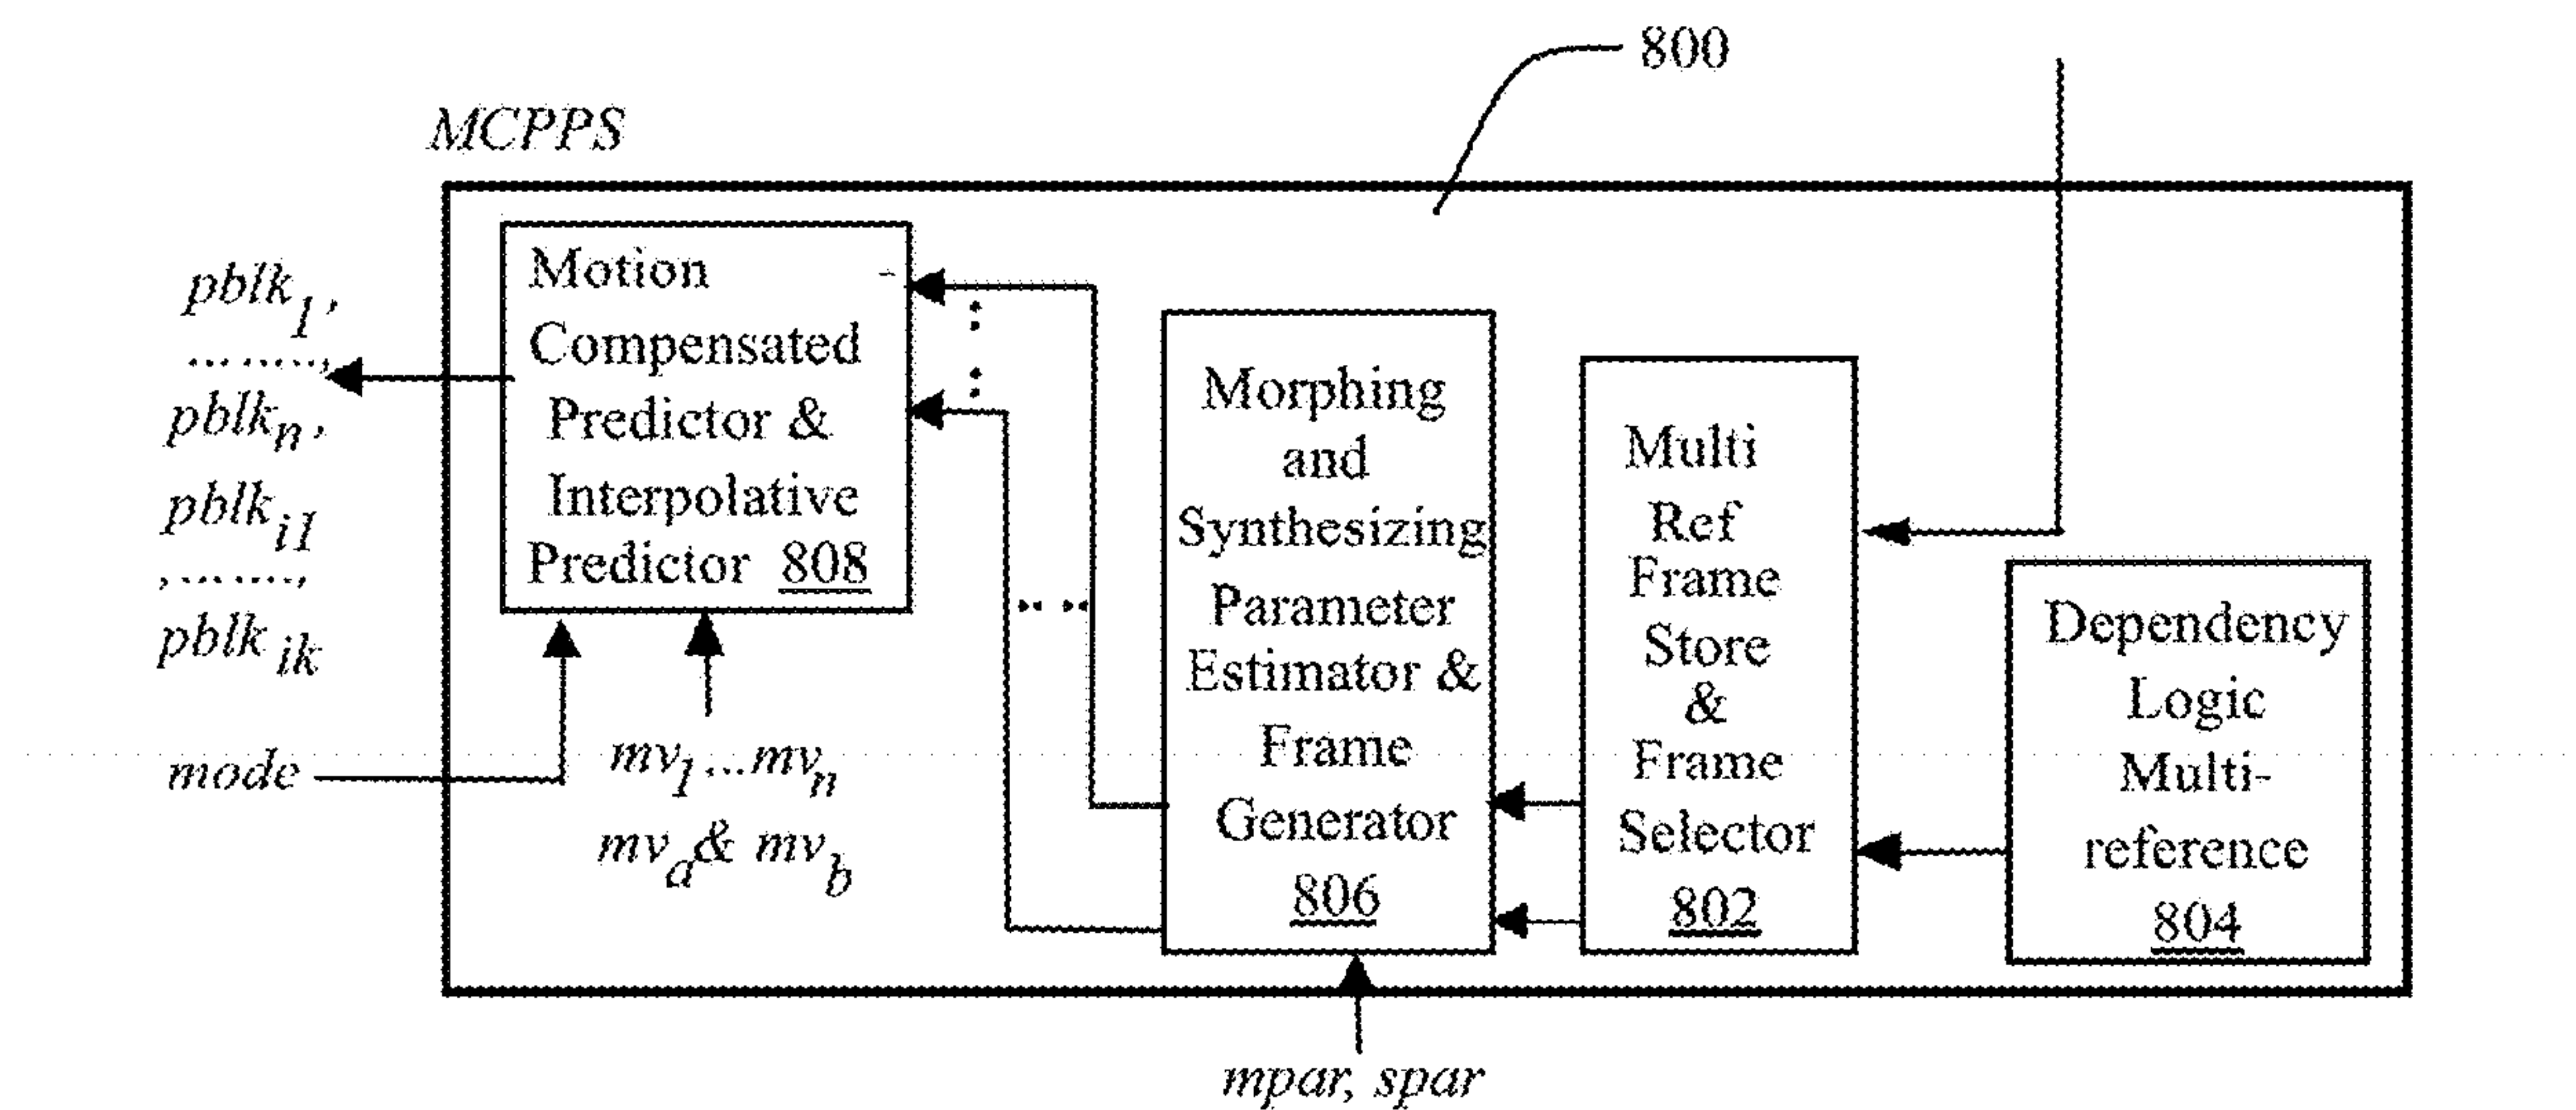 800
MCPPS
pblk1,
........,
pblkn,
pblki1
,.......,
pblkik
mode
Motion
Compensated
Predictor &
Interpolative
Predictor 808
mv1...mvn
mva& mvb
Morphing
and
Synthesizing
Parameter
Estimator &
Frame
Generator
806
mpar, spar
Multi
Ref
Frame
Store
&
Frame
Selector
802
Dependency
Logic
Multi-
reference
804